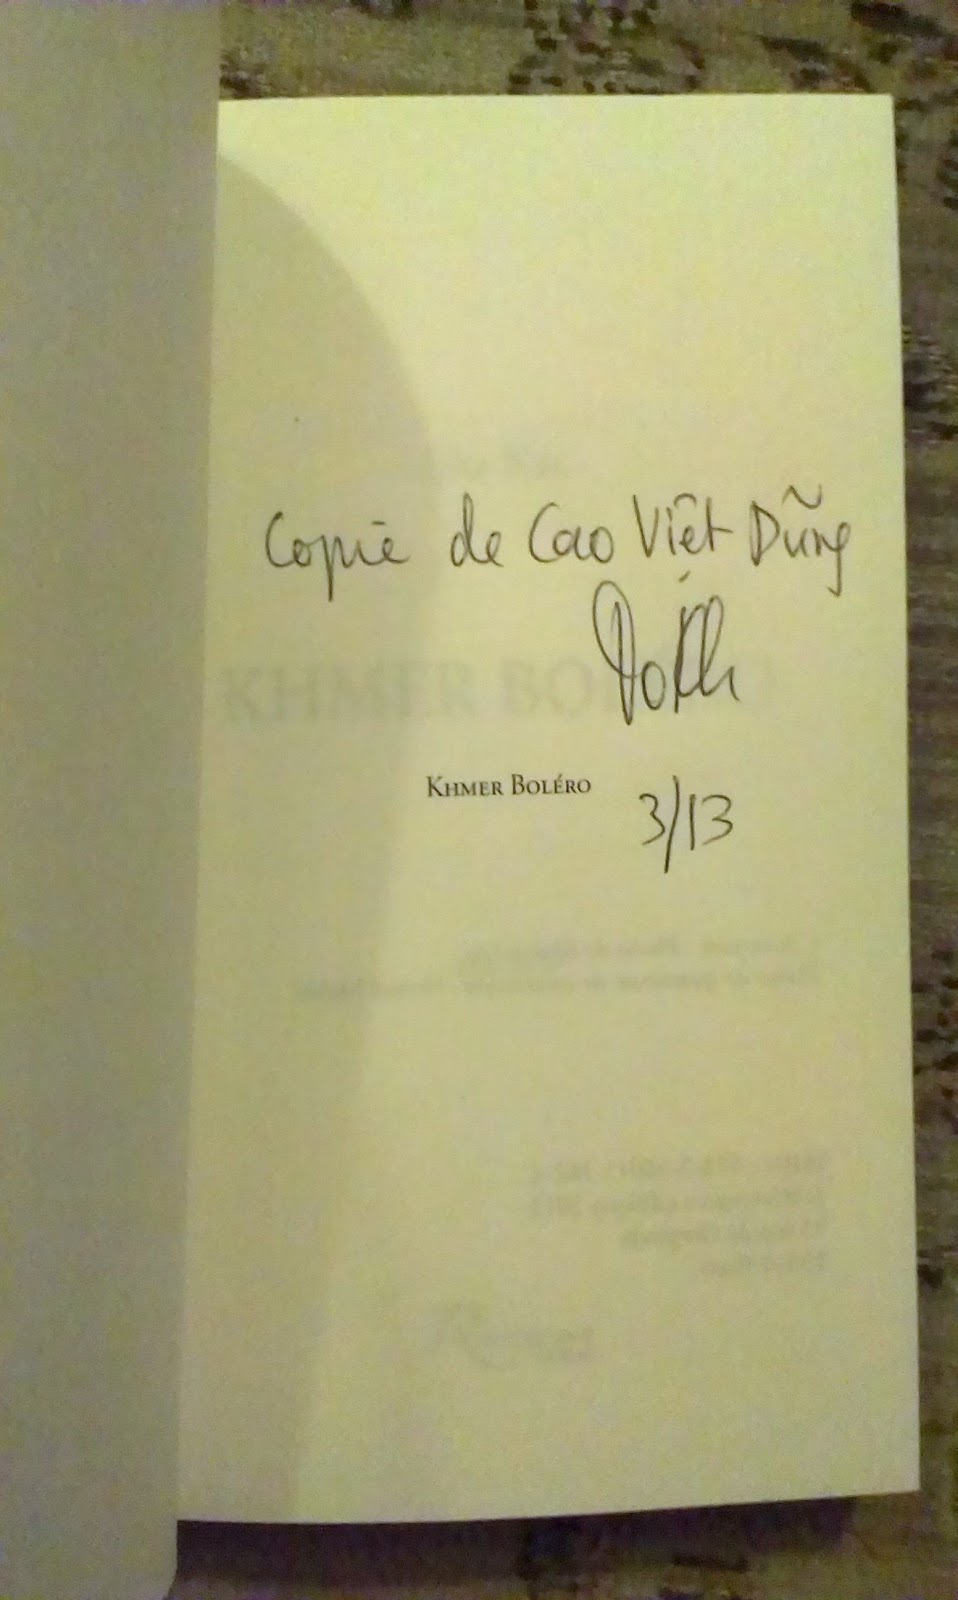 Copie de Cao Việt Dũng
KHMER BOLÉRO
3/13